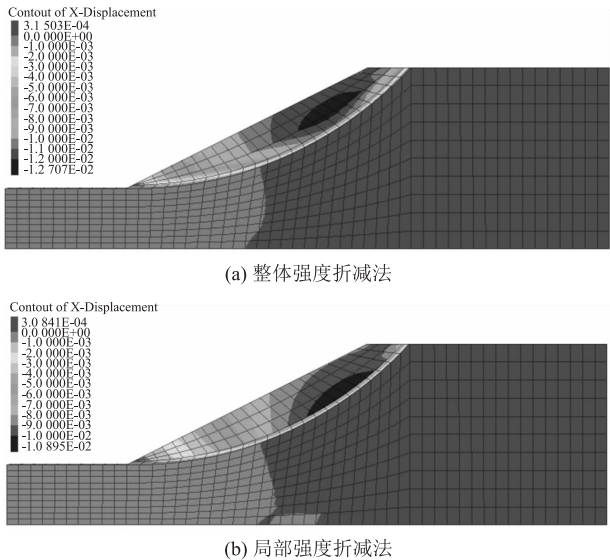 Contout of X-Displacement
3.1 503E-04
0.0 000E+00
-1.0 000E-03
-2.0 000E-03
-3.0 000E-03
-4.0 000E-03
-5.0 000E-03
-6.0 000E-03
-7.0 000E-03
-8.0 000E-03
-9.0 000E-03
-1.0 000E-02
-1.1 000E-02
-1.2 000E-02
-1.2 707E-02
(a) 整体强度折减法
Contout of X-Displacement
3.0 841E-04
0.0 000E+00
-1.0 000E-03
-2.0 000E-03
-3.0 000E-03
-4.0 000E-03
-5.0 000E-03
-6.0 000E-03
-7.0 000E-03
-8.0 000E-03
-9.0 000E-03
-1.0 000E-02
-1.0 895E-02
(b) 局部强度折减法